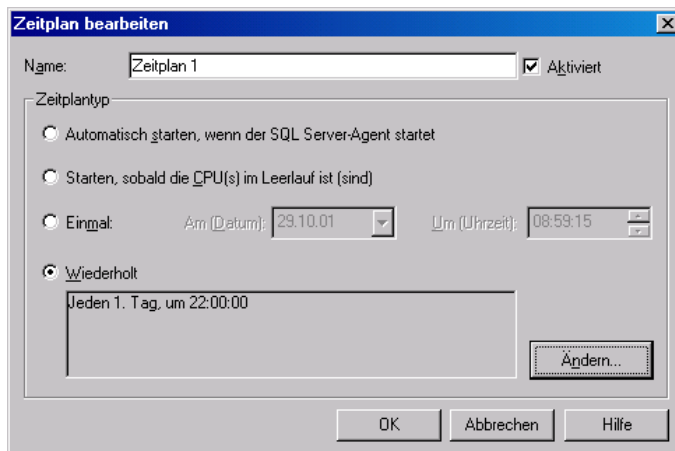 Zeitplan bearbeiten
Name: Zeitplan 1 Aktiviert
Zeitplantyp
Automatisch starten, wenn der SQL Server-Agent startet
Starten, sobald die CPU(s) im Leerlauf ist (sind)
Einmal: Am (Datum): 29.10.01 Um (Uhrzeit): 08:59:15
Wiederholt
Jeden 1. Tag, um 22:00:00
Ändern...
OK Abbrechen Hilfe